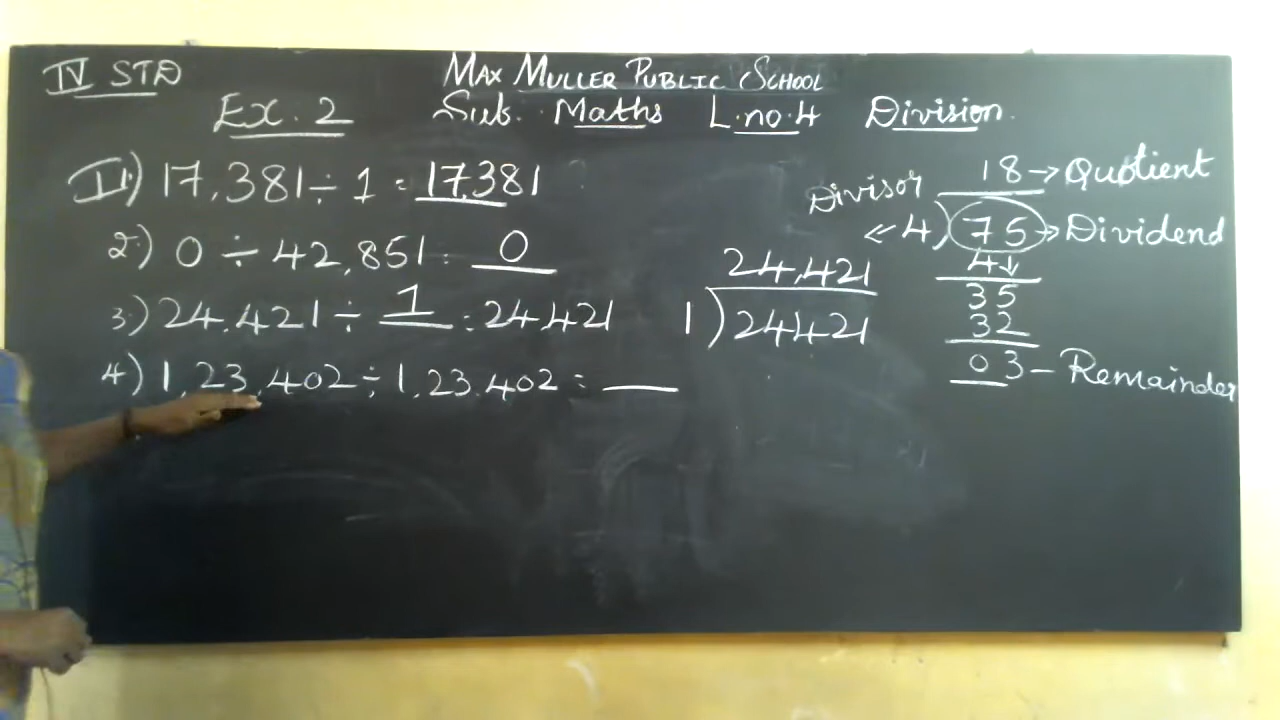 IV STD
MAX MULLER PUBLIC SCHOOL
Ex. 2
Sub. Maths L.no.4 Division.
I 1.) 17,381 ÷ 1 = 17,381
2.) 0 ÷ 42,851 = 0
3.) 24,421 ÷ 1 = 24421
4.) 1,23,402 ÷ 1,23,402 = ___
24,421
1)24421
18 → Quotient
Divisor
← 4)75 → Dividend
4↓
35
32
03 – Remainder